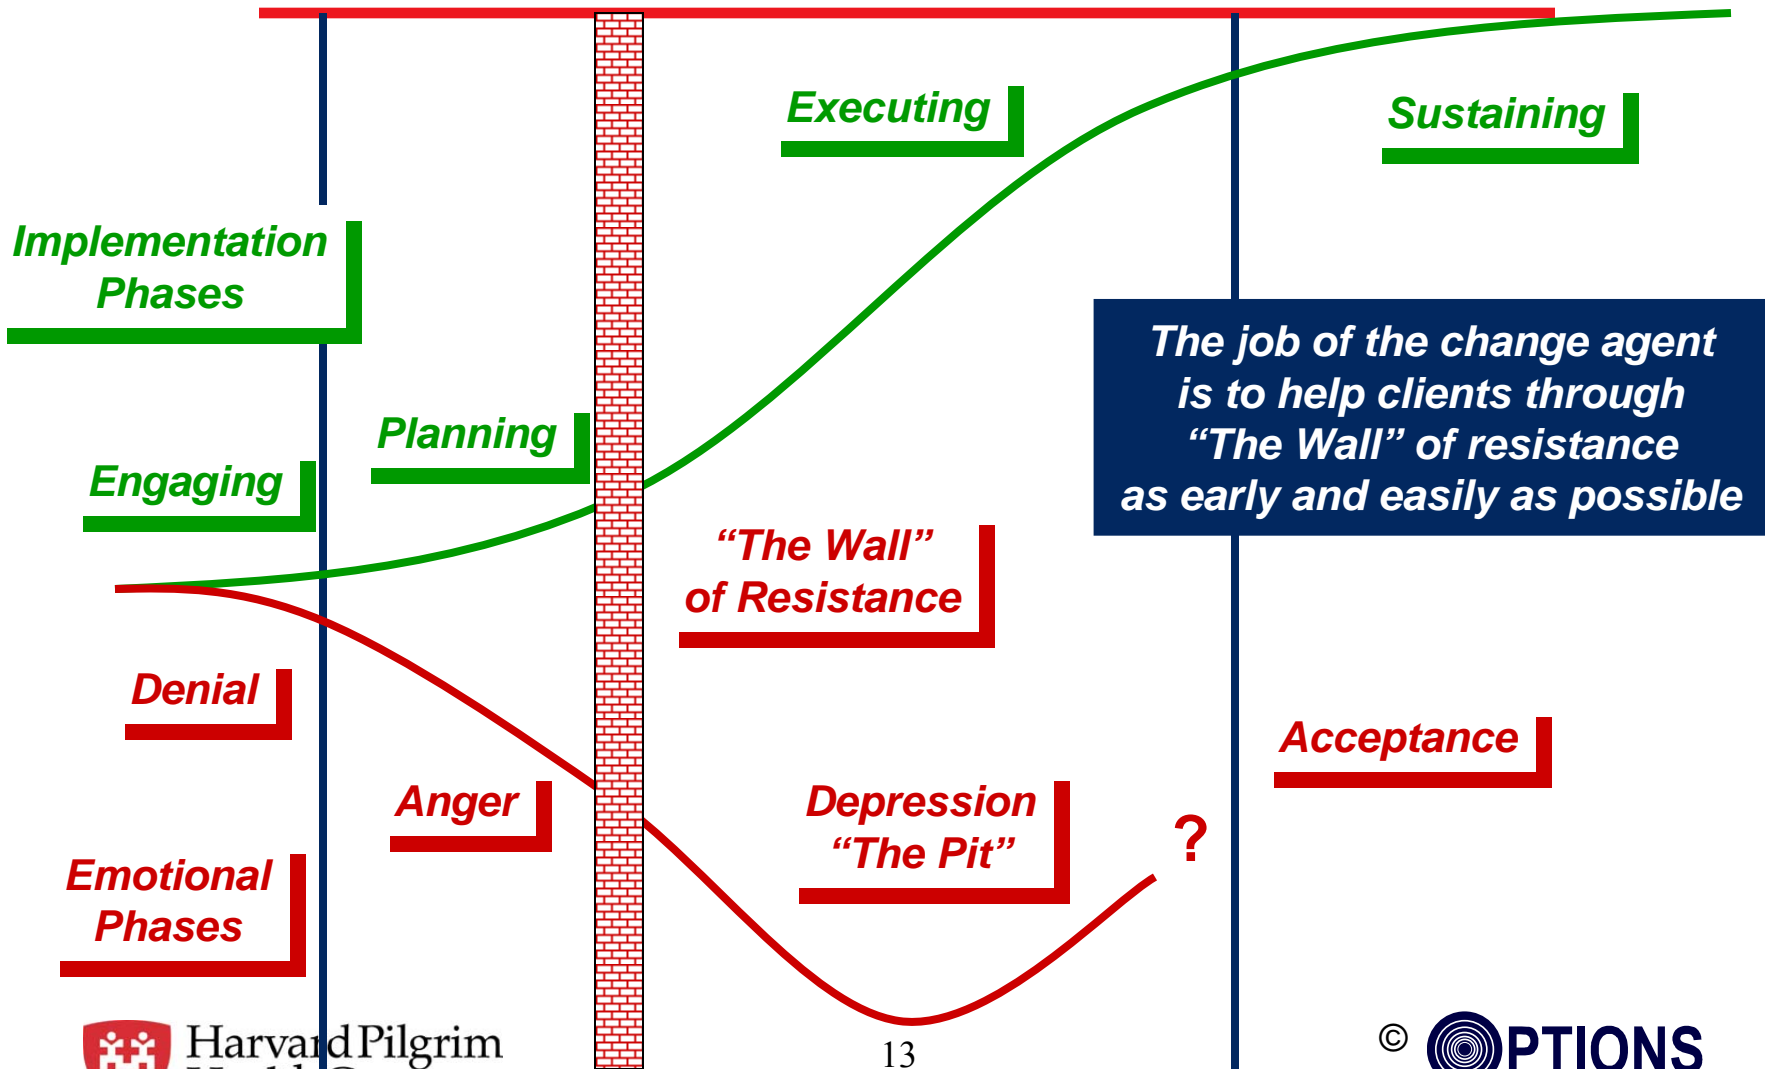 Executing
Sustaining
Implementation
Phases
The job of the change agent
is to help clients through
“The Wall” of resistance
as early and easily as possible
Planning
Engaging
“The Wall”
of Resistance
Denial
Acceptance
Anger
Depression
“The Pit”
?
Emotional
Phases
Harvard Pilgrim
13
© OPTIONS